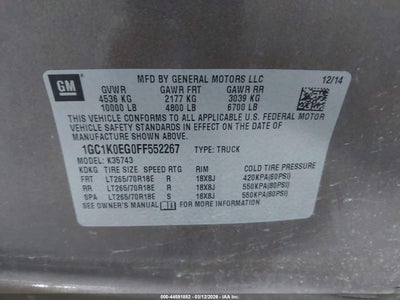 GM
MFD BY GENERAL MOTORS LLC 12/14
GVWR GAWR FRT GAWR RR
4536 KG 2177 KG 3039 KG
10000 LB 4800 LB 6700 LB
THIS VEHICLE CONFORMS TO ALL APPLICABLE U.S. FEDERAL
MOTOR VEHICLE SAFETY STANDARDS IN EFFECT ON THE
DATE OF MANUFACTURE SHOWN ABOVE.
1GC1K0EG0FF552267 TYPE: TRUCK
MODEL: K35743
KDKG TIRE SIZE SPEED RTG RIM COLD TIRE PRESSURE
FRT LT265/70R18E R 18X8J 420KPA(60PSI)
RR LT265/70R18E R 18X8J 550KPA(80PSI)
SPA LT265/70R18E S 18X8J
SEE OWNER'S MANUAL FOR MORE INFORMATION.
© 44691882 - 03/12/2026 - IAA Holdings, LLC